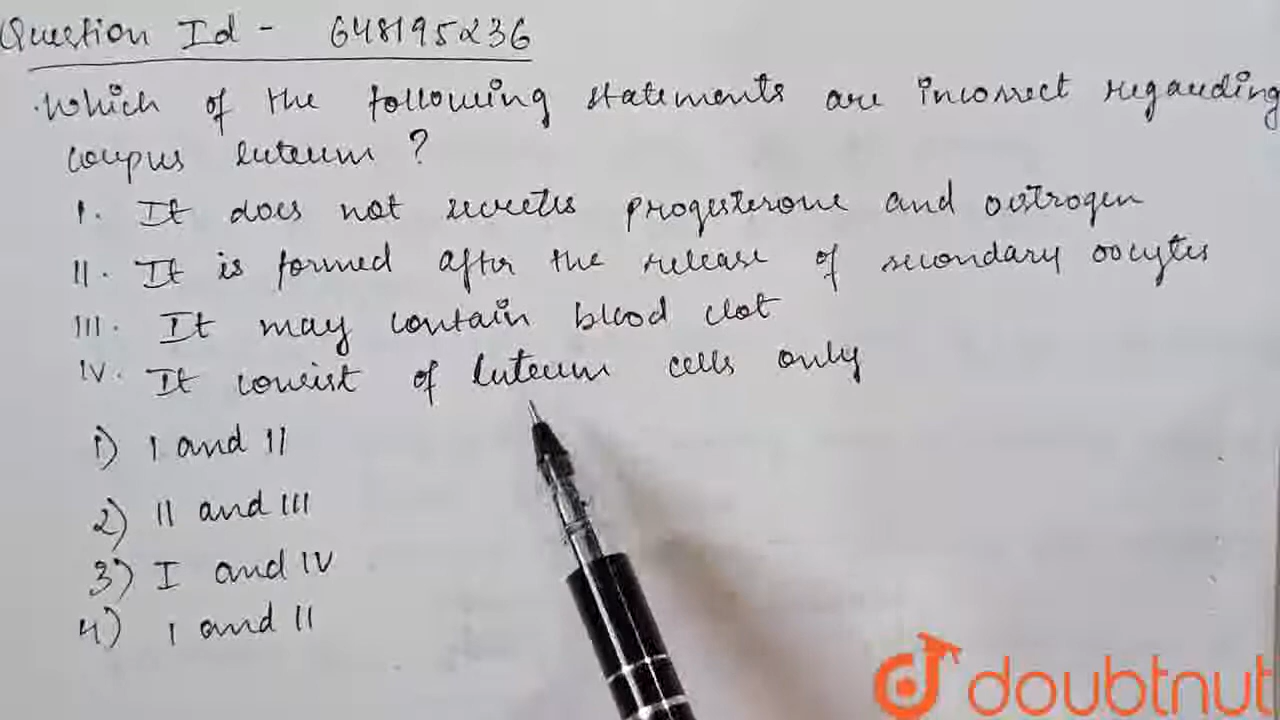 Question Id - 648195236
Which of the following statements are incorrect regarding
corpus luteum ?
I. It does not secretes progesterone and oestrogen
II. It is formed after the release of secondary oocytes
III. It may contain blood clot
IV. It consist of luteum cells only
1) I and II
2) II and III
3) I and IV
4) I and II
doubtnut